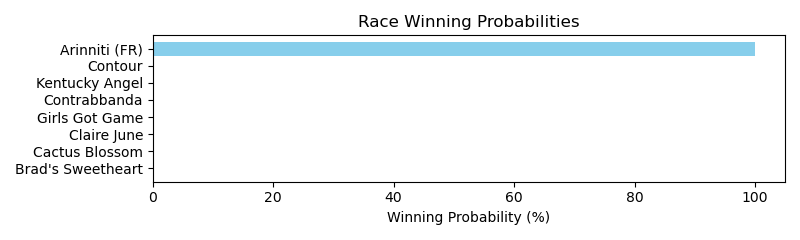 Race Winning Probabilities
Arinniti (FR)
Contour
Kentucky Angel
Contrabbanda
Girls Got Game
Claire June
Cactus Blossom
Brad's Sweetheart
0 20 40 60 80 100
Winning Probability (%)